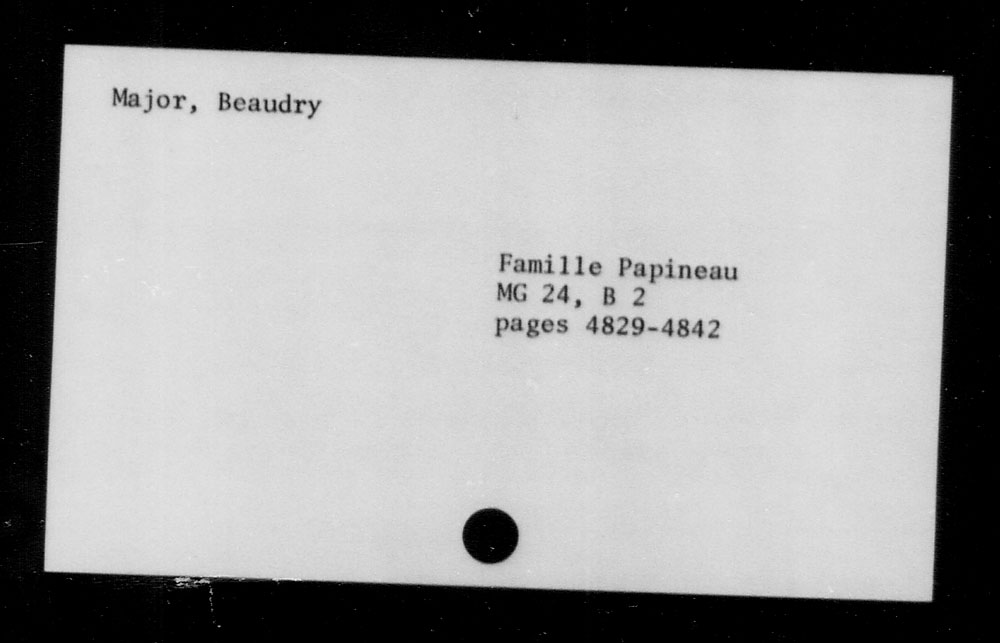 Major, Beaudry
Famille Papineau
MG 24, B 2
pages 4829-4842